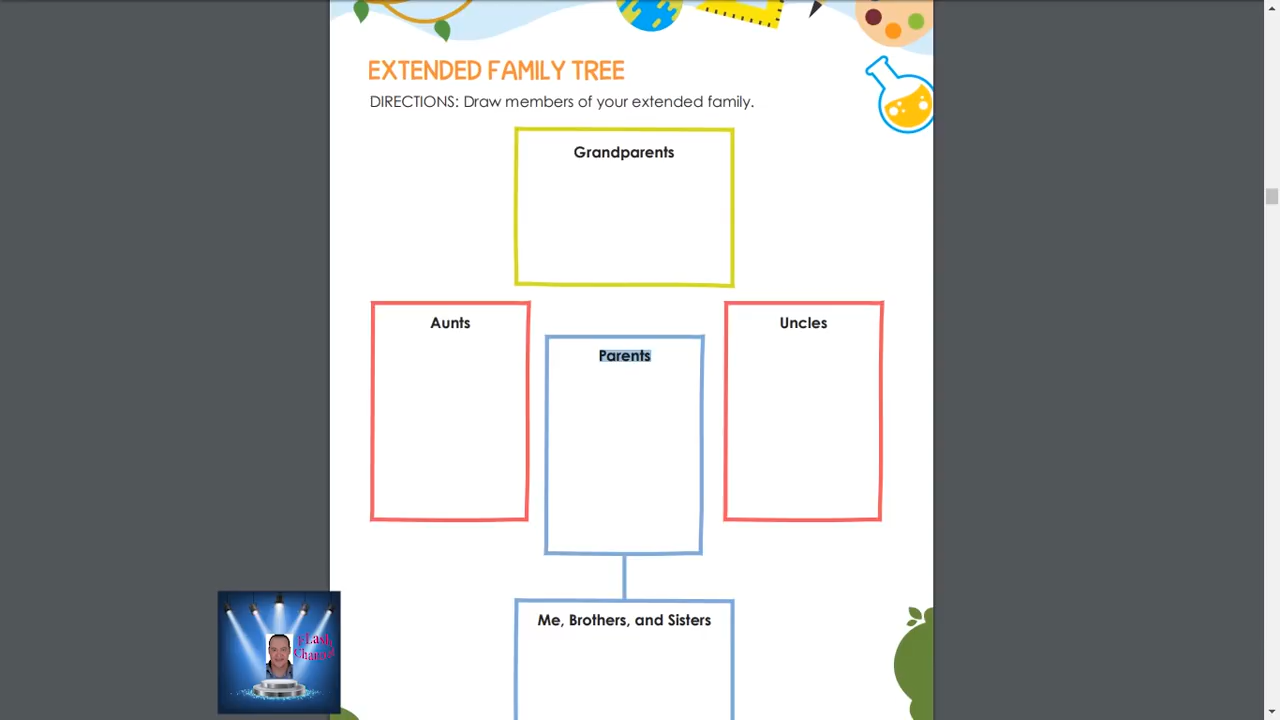 EXTENDED FAMILY TREE
DIRECTIONS: Draw members of your extended family.
Grandparents
Aunts
Uncles
Parents
Me, Brothers, and Sisters